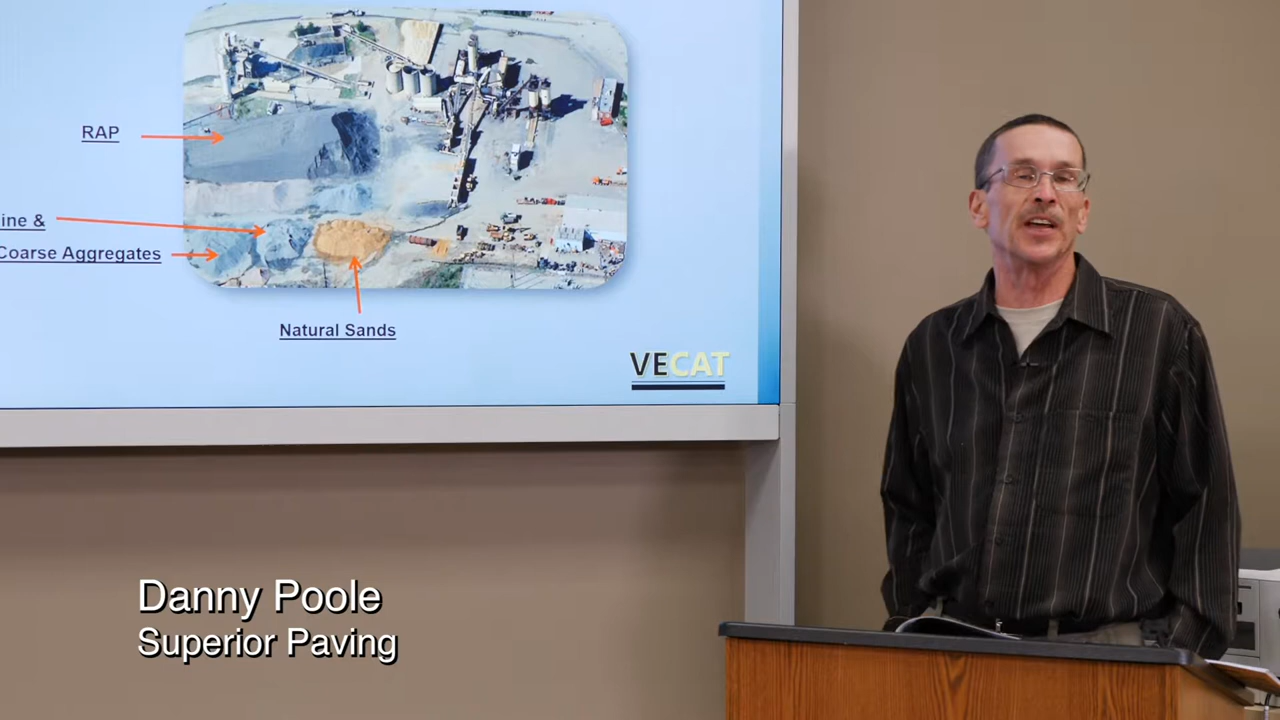 RAP
ine &
Coarse Aggregates
Natural Sands
VECAT
Danny Poole
Superior Paving